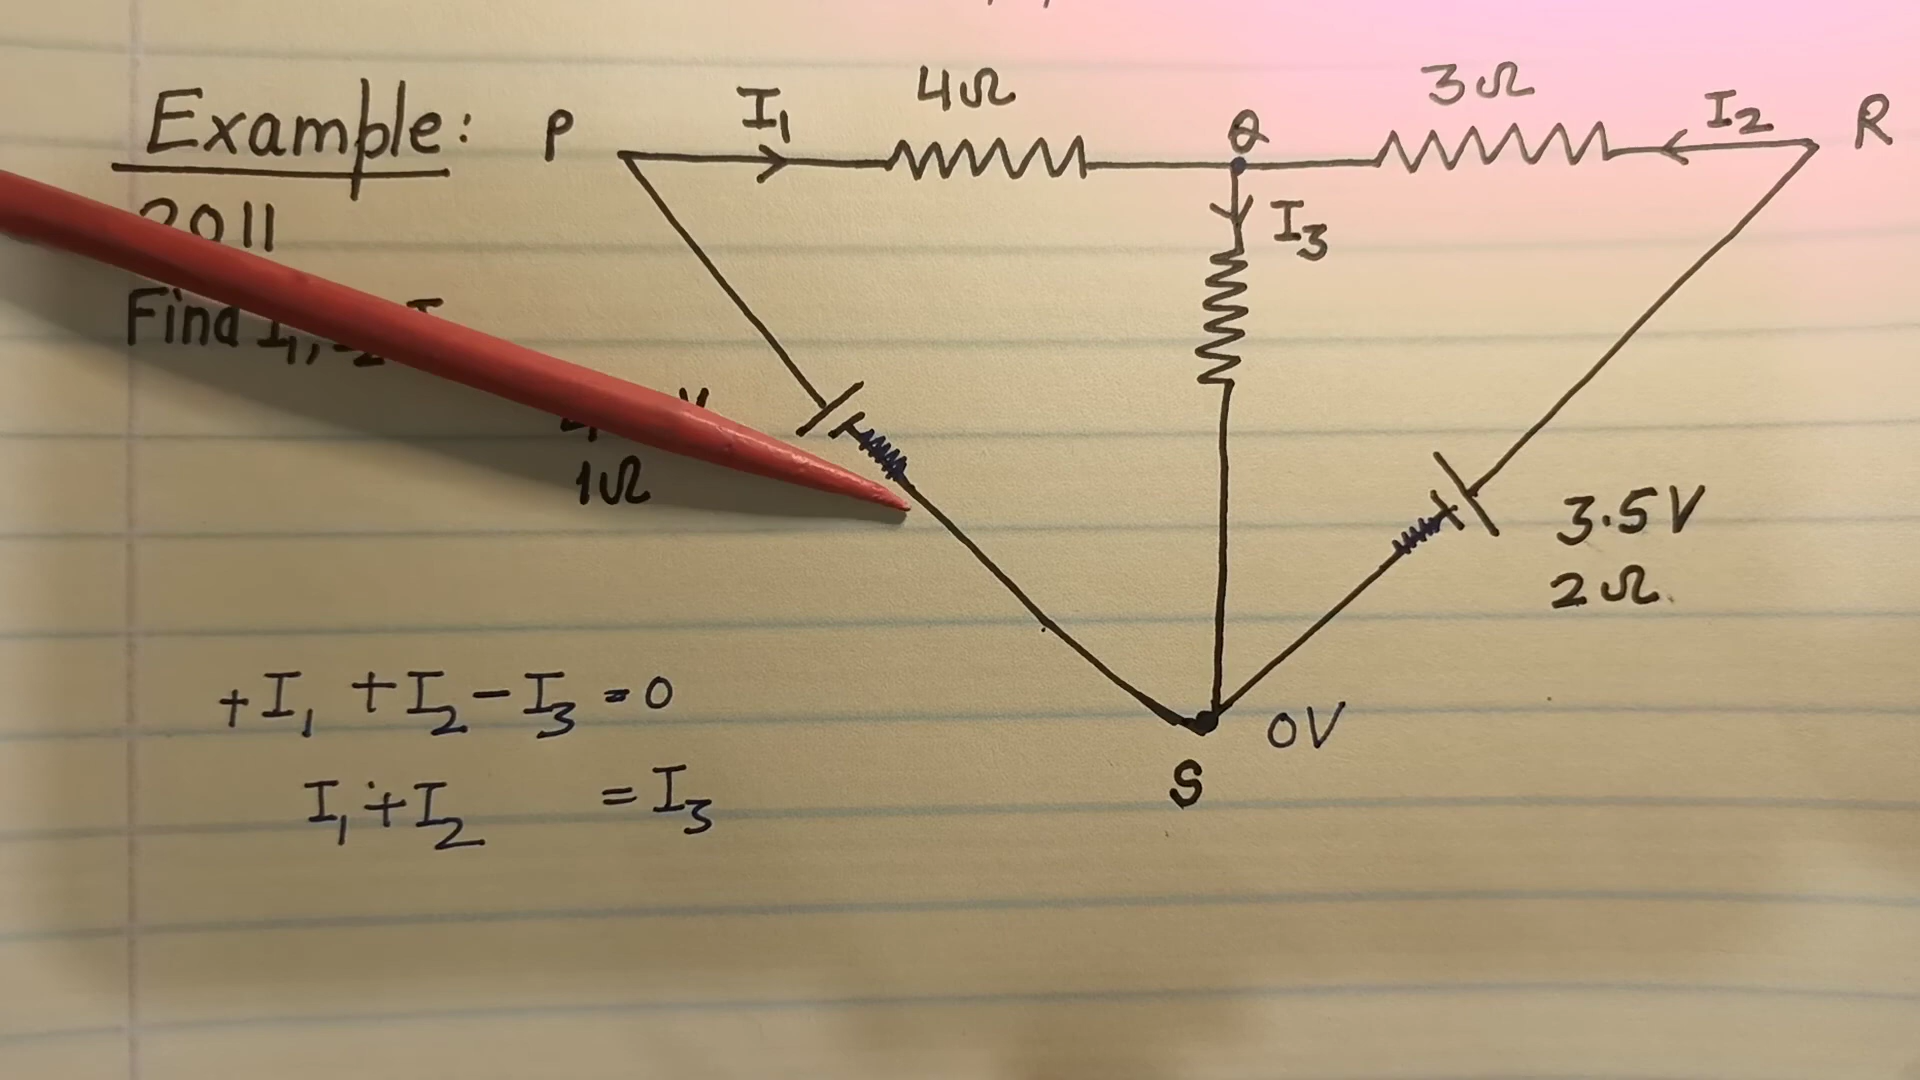 Example:
2011
Find I₁,
P
I₁
4Ω
Q
3Ω
I₂
R
I₃
1Ω
3.5V
2Ω
0V
S
+I₁ +I₂ - I₃ = 0
I₁ + I₂ = I₃